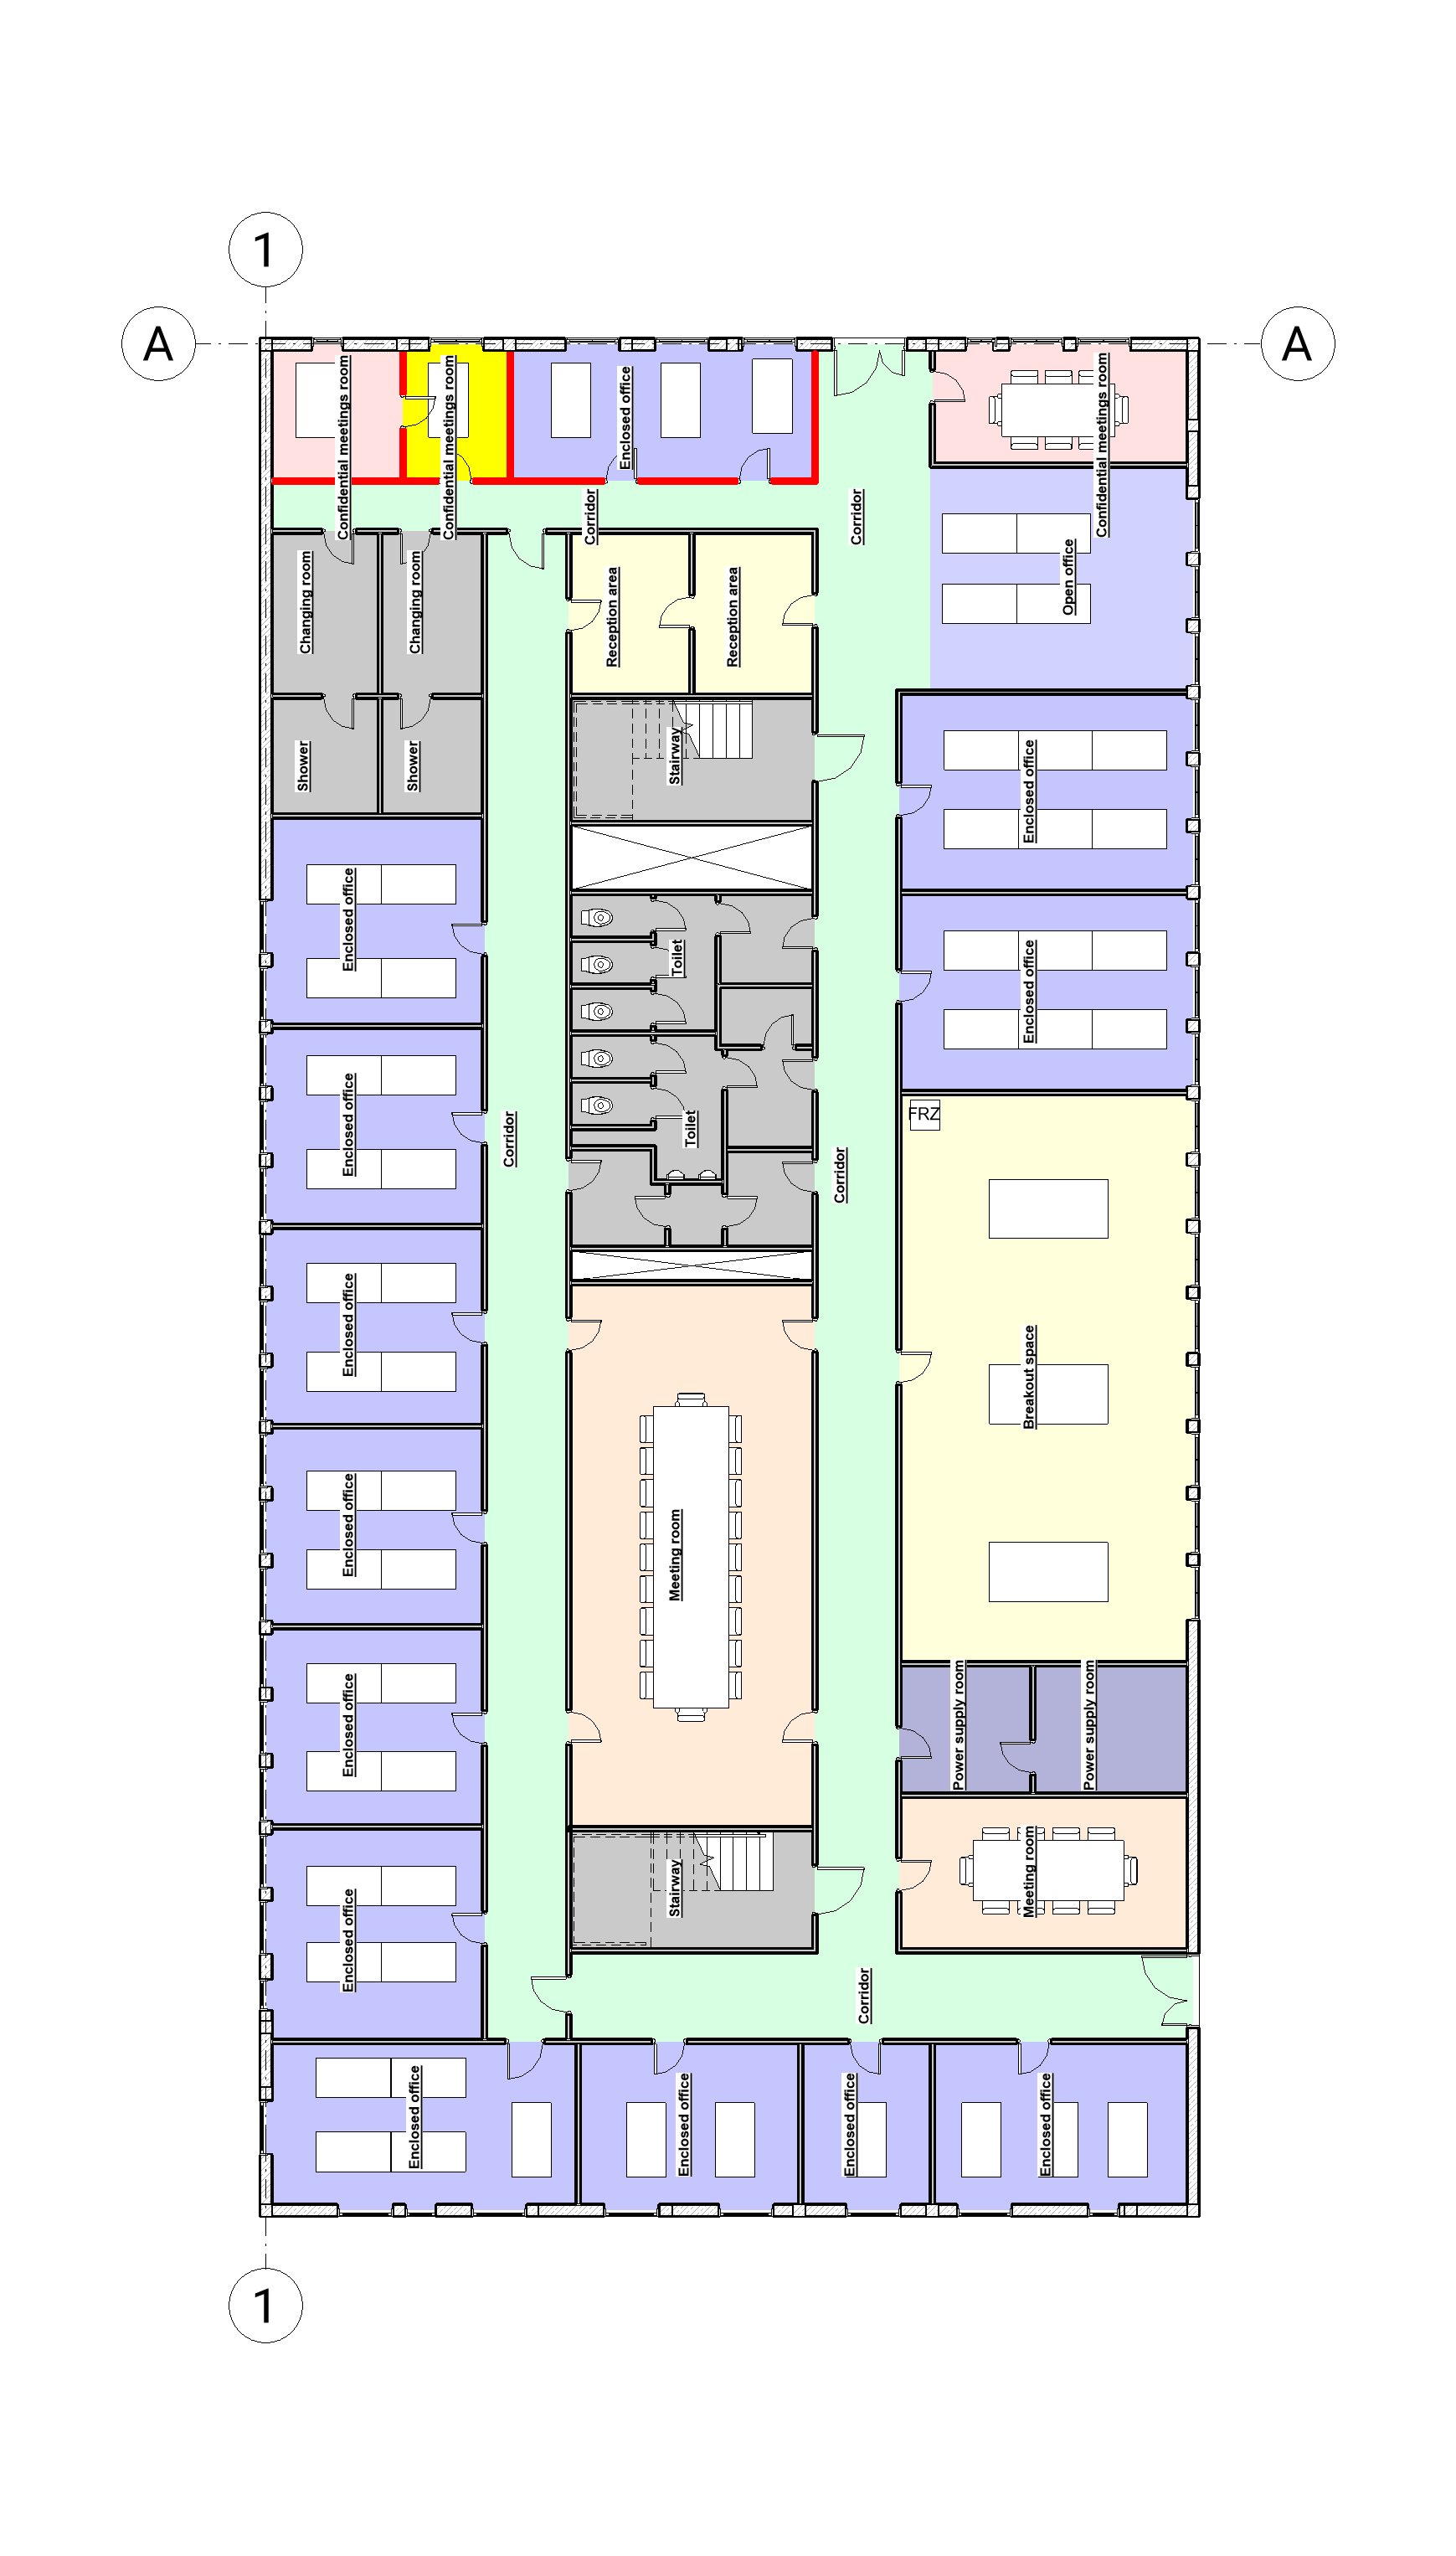 1
A
A
Confidential meetings room
Confidential meetings room
Enclosed office
Confidential meetings room
Corridor
Corridor
Open office
Changing room
Changing room
Reception area
Reception area
Shower
Shower
Stairway
Enclosed office
Enclosed office
Toilet
Enclosed office
Enclosed office
FRZ
Corridor
Toilet
Corridor
Enclosed office
Breakout space
Enclosed office
Meeting room
Enclosed office
Power supply room
Power supply room
Enclosed office
Stairway
Meeting room
Enclosed office
Corridor
Enclosed office
Enclosed office
Enclosed office
Enclosed office
1